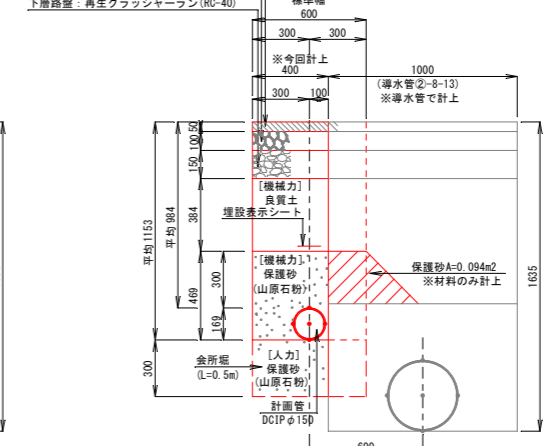 下層路盤：再生クラッシャーラン(RC-40)
標準幅
600
300
300
※今回計上
400
1000
(導水管②-8-13)
※導水管で計上
300
100
50
100
150
384
平均984
平均1153
469
300
169
300
1635
[機械力]
良質土
埋設表示シート
[機械力]
保護砂
(山原石粉)
保護砂A=0.094m2
※材料のみ計上
会所堀
(L=0.5m)
[人力]
保護砂
(山原石粉)
計画管
DCIPφ150
600